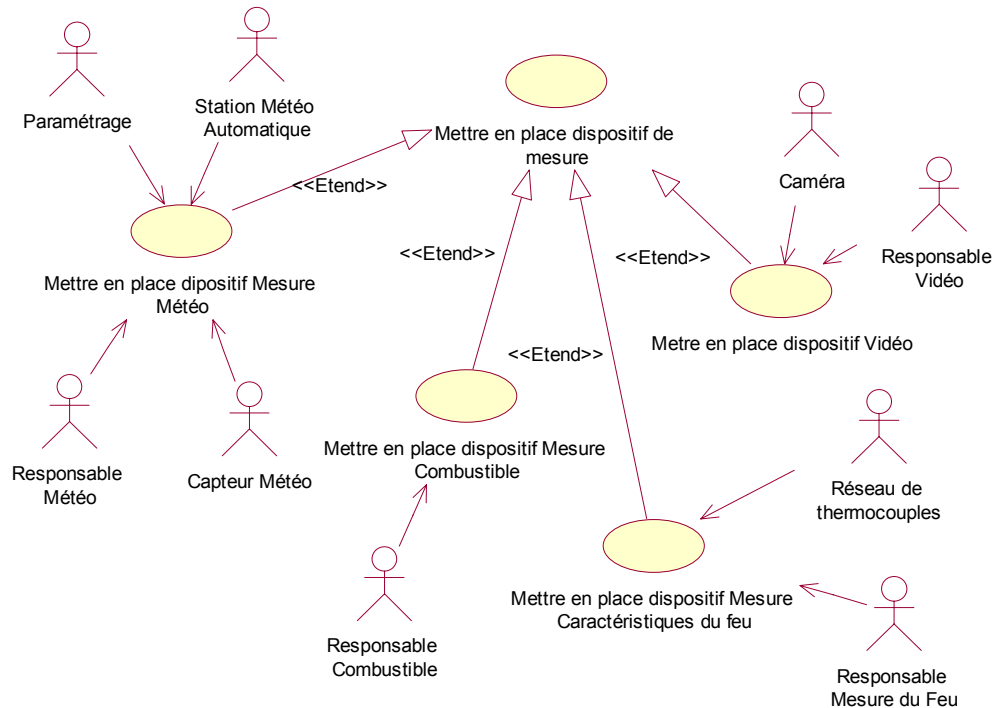 Paramétrage
Station Météo
Automatique
Mettre en place dispositif de
mesure
Caméra
Responsable
Vidéo
<<Etend>>
<<Etend>>
<<Etend>>
<<Etend>>
Mettre en place dipositif Mesure
Météo
Metre en place dispositif Vidéo
Responsable
Météo
Capteur Météo
Mettre en place dispositif Mesure
Combustible
Réseau de
thermocouples
Mettre en place dispositif Mesure
Caractéristiques du feu
Responsable
Combustible
Responsable
Mesure du Feu